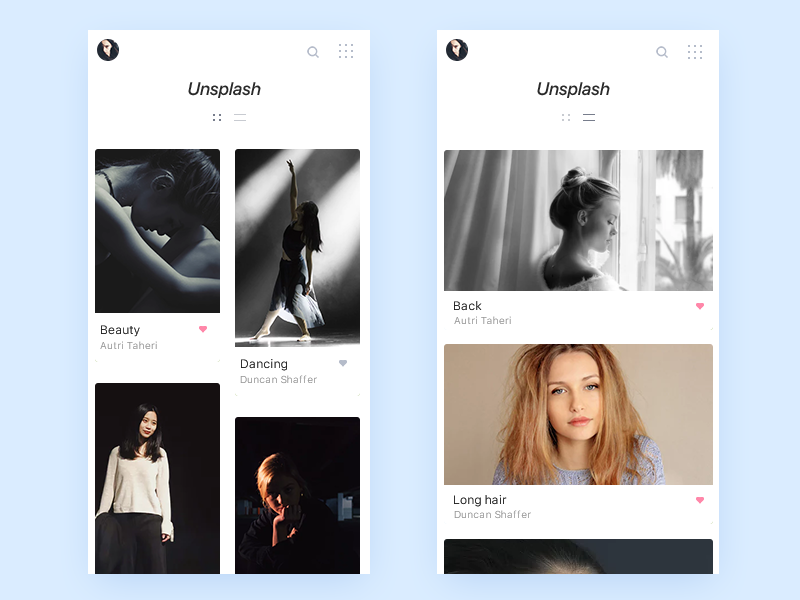 Unsplash
Beauty
Autri Taheri
Dancing
Duncan Shaffer
Unsplash
Back
Autri Taheri
Long hair
Duncan Shaffer